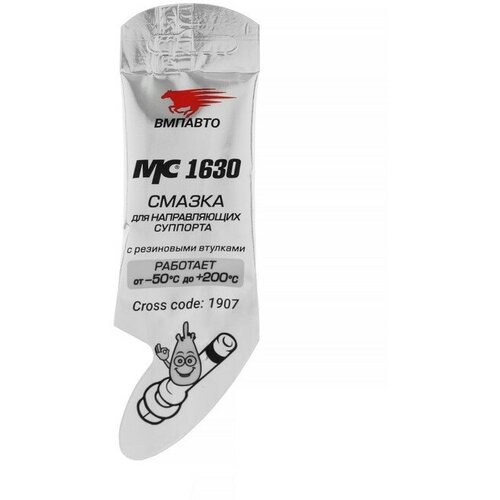 ВМПАВТО
МС 1630
СМАЗКА
ДЛЯ НАПРАВЛЯЮЩИХ
СУППОРТА
С РЕЗИНОВЫМИ ВТУЛКАМИ
РАБОТАЕТ
от -50°С до +200°С
Cross code: 1907